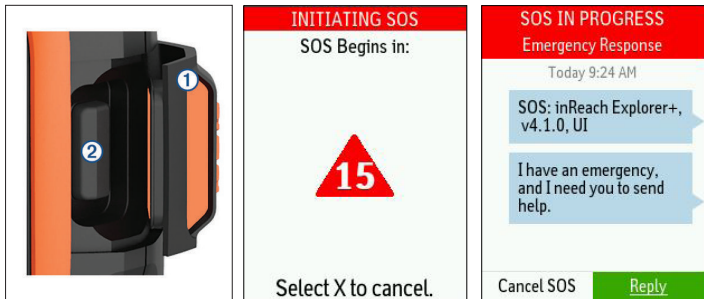 1
2
INITIATING SOS
SOS Begins in:
15
Select X to cancel.
SOS IN PROGRESS
Emergency Response
Today 9:24 AM
SOS: inReach Explorer+,
v4.1.0, UI
I have an emergency,
and I need you to send
help.
Cancel SOS
Reply